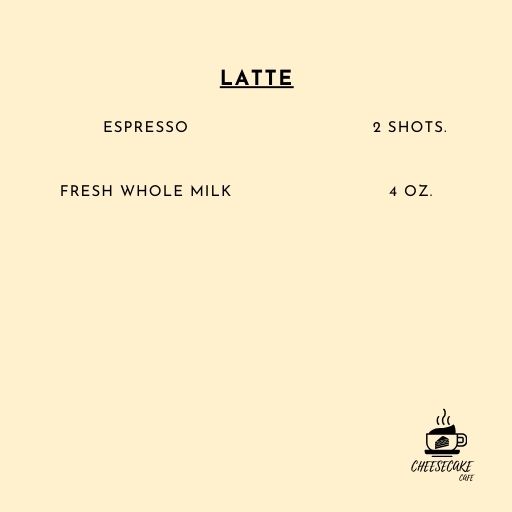 LATTE
ESPRESSO 2 SHOTS.
FRESH WHOLE MILK 4 OZ.
CHEESECAKE
CAFE